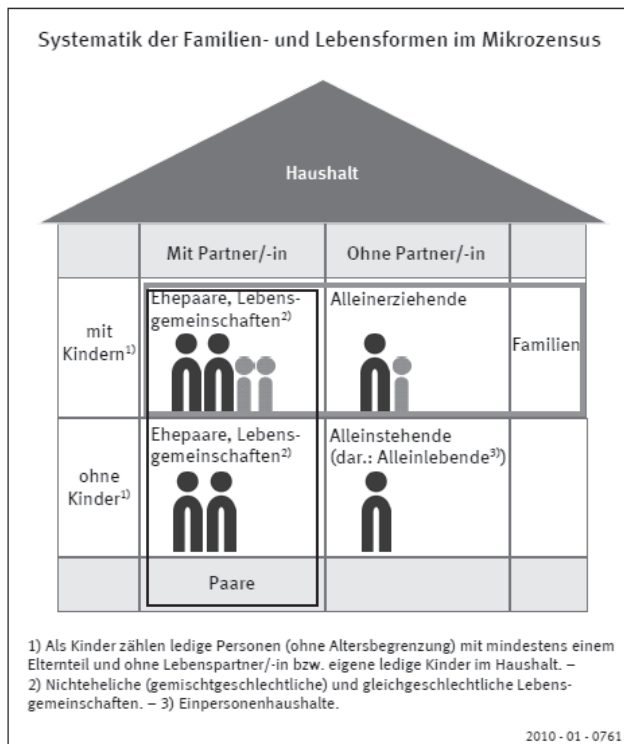 Systematik der Familien- und Lebensformen im Mikrozensus
Haushalt
Mit Partner/-in
Ohne Partner/-in
mit
Kindern¹⁾
Ehepaare, Lebens-
gemeinschaften²⁾
Alleinerziehende
Familien
ohne
Kinder¹⁾
Ehepaare, Lebens-
gemeinschaften²⁾
Alleinstehende
(dar.: Alleinlebende³⁾)
Paare
1) Als Kinder zählen ledige Personen (ohne Altersbegrenzung) mit mindestens einem
Elternteil und ohne Lebenspartner/-in bzw. eigene ledige Kinder im Haushalt. –
2) Nichteheliche (gemischtgeschlechtliche) und gleichgeschlechtliche Lebens-
gemeinschaften. – 3) Einpersonenhaushalte.
2010 - 01 - 0761